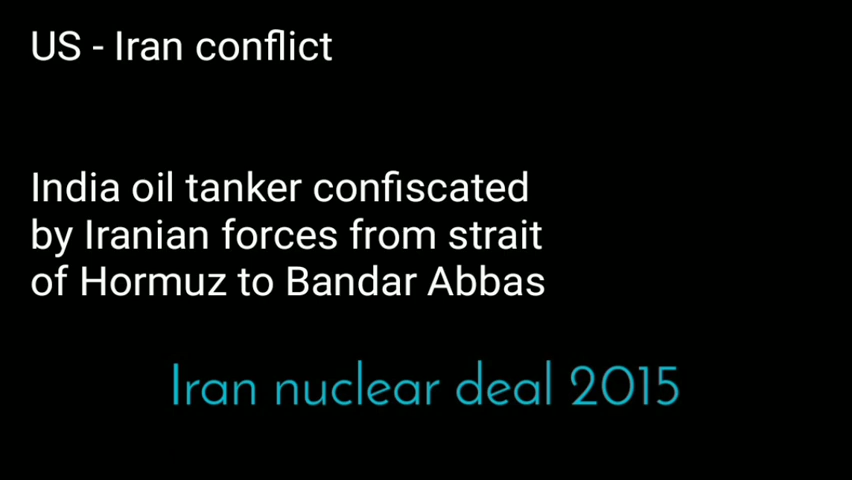 US - Iran conflict
India oil tanker confiscated
by Iranian forces from strait
of Hormuz to Bandar Abbas
Iran nuclear deal 2015